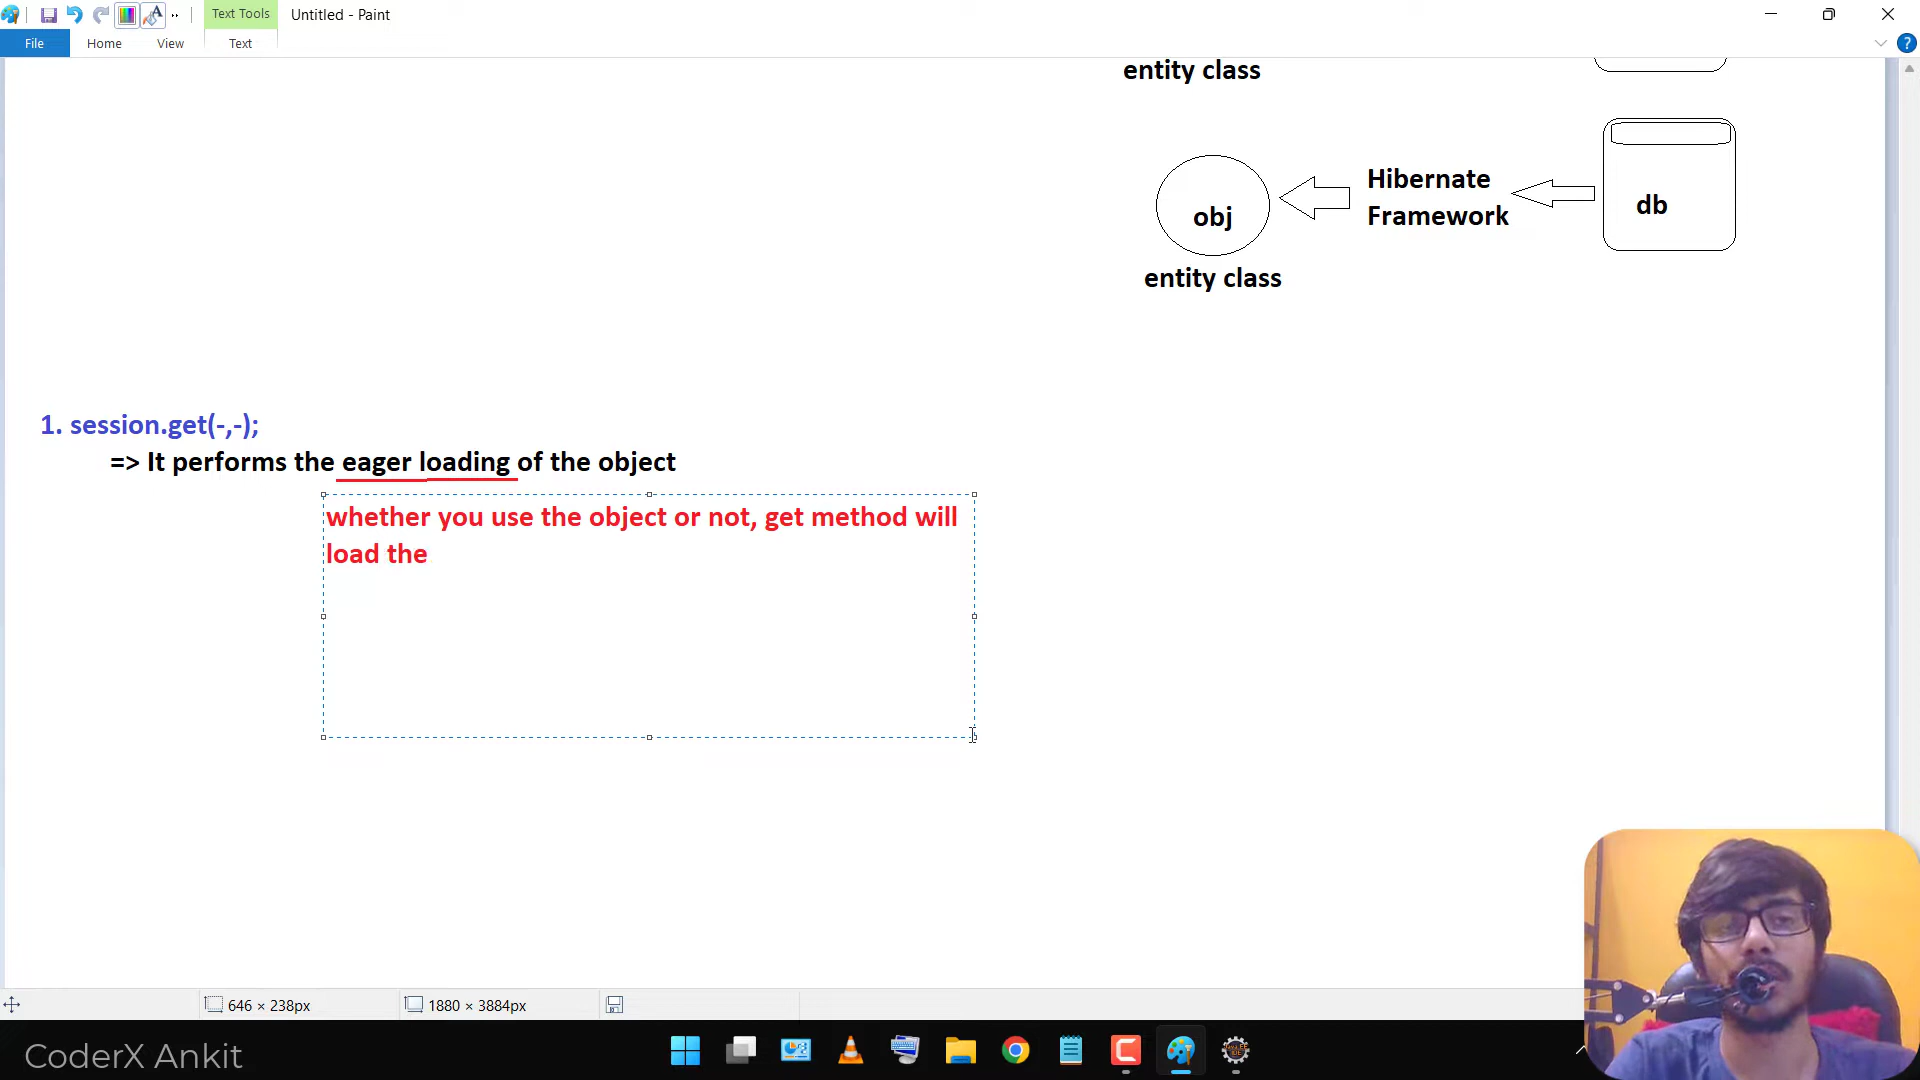 Text Tools
Untitled - Paint
File
Home
View
Text
entity class
obj
Hibernate
Framework
db
entity class
1. session.get(-,-);
=> It performs the eager loading of the object
whether you use the object or not, get method will
load the
646 × 238px
1880 × 3884px
CoderX Ankit